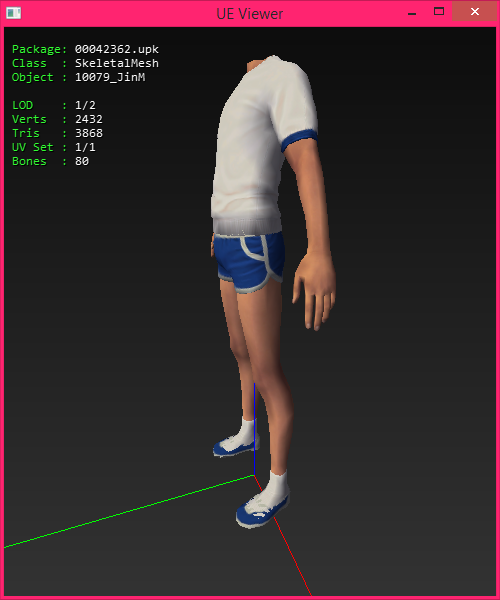 UE Viewer
Package: 00042362.upk
Class  : SkeletalMesh
Object : 10079_JinM
LOD    : 1/2
Verts  : 2432
Tris   : 3868
UV Set : 1/1
Bones  : 80